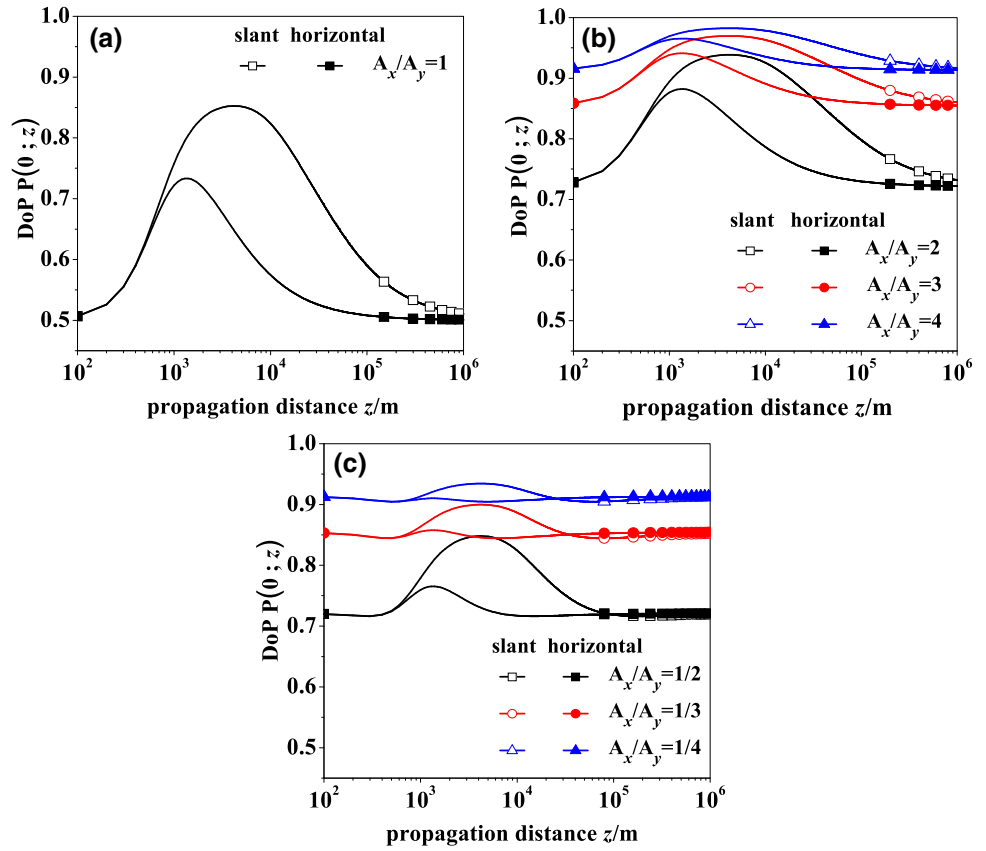 (a)
slant horizontal
A_x/A_y=1
DoP P(0 ; z)
1.0
0.9
0.8
0.7
0.6
0.5
10^2 10^3 10^4 10^5 10^6
propagation distance z/m
(b)
DoP P(0 ; z)
1.0
0.9
0.8
0.7
0.6
0.5
slant horizontal
A_x/A_y=2
A_x/A_y=3
A_x/A_y=4
10^2 10^3 10^4 10^5 10^6
propagation distance z/m
(c)
DoP P(0 ; z)
1.0
0.9
0.8
0.7
0.6
0.5
slant horizontal
A_x/A_y=1/2
A_x/A_y=1/3
A_x/A_y=1/4
10^2 10^3 10^4 10^5 10^6
propagation distance z/m